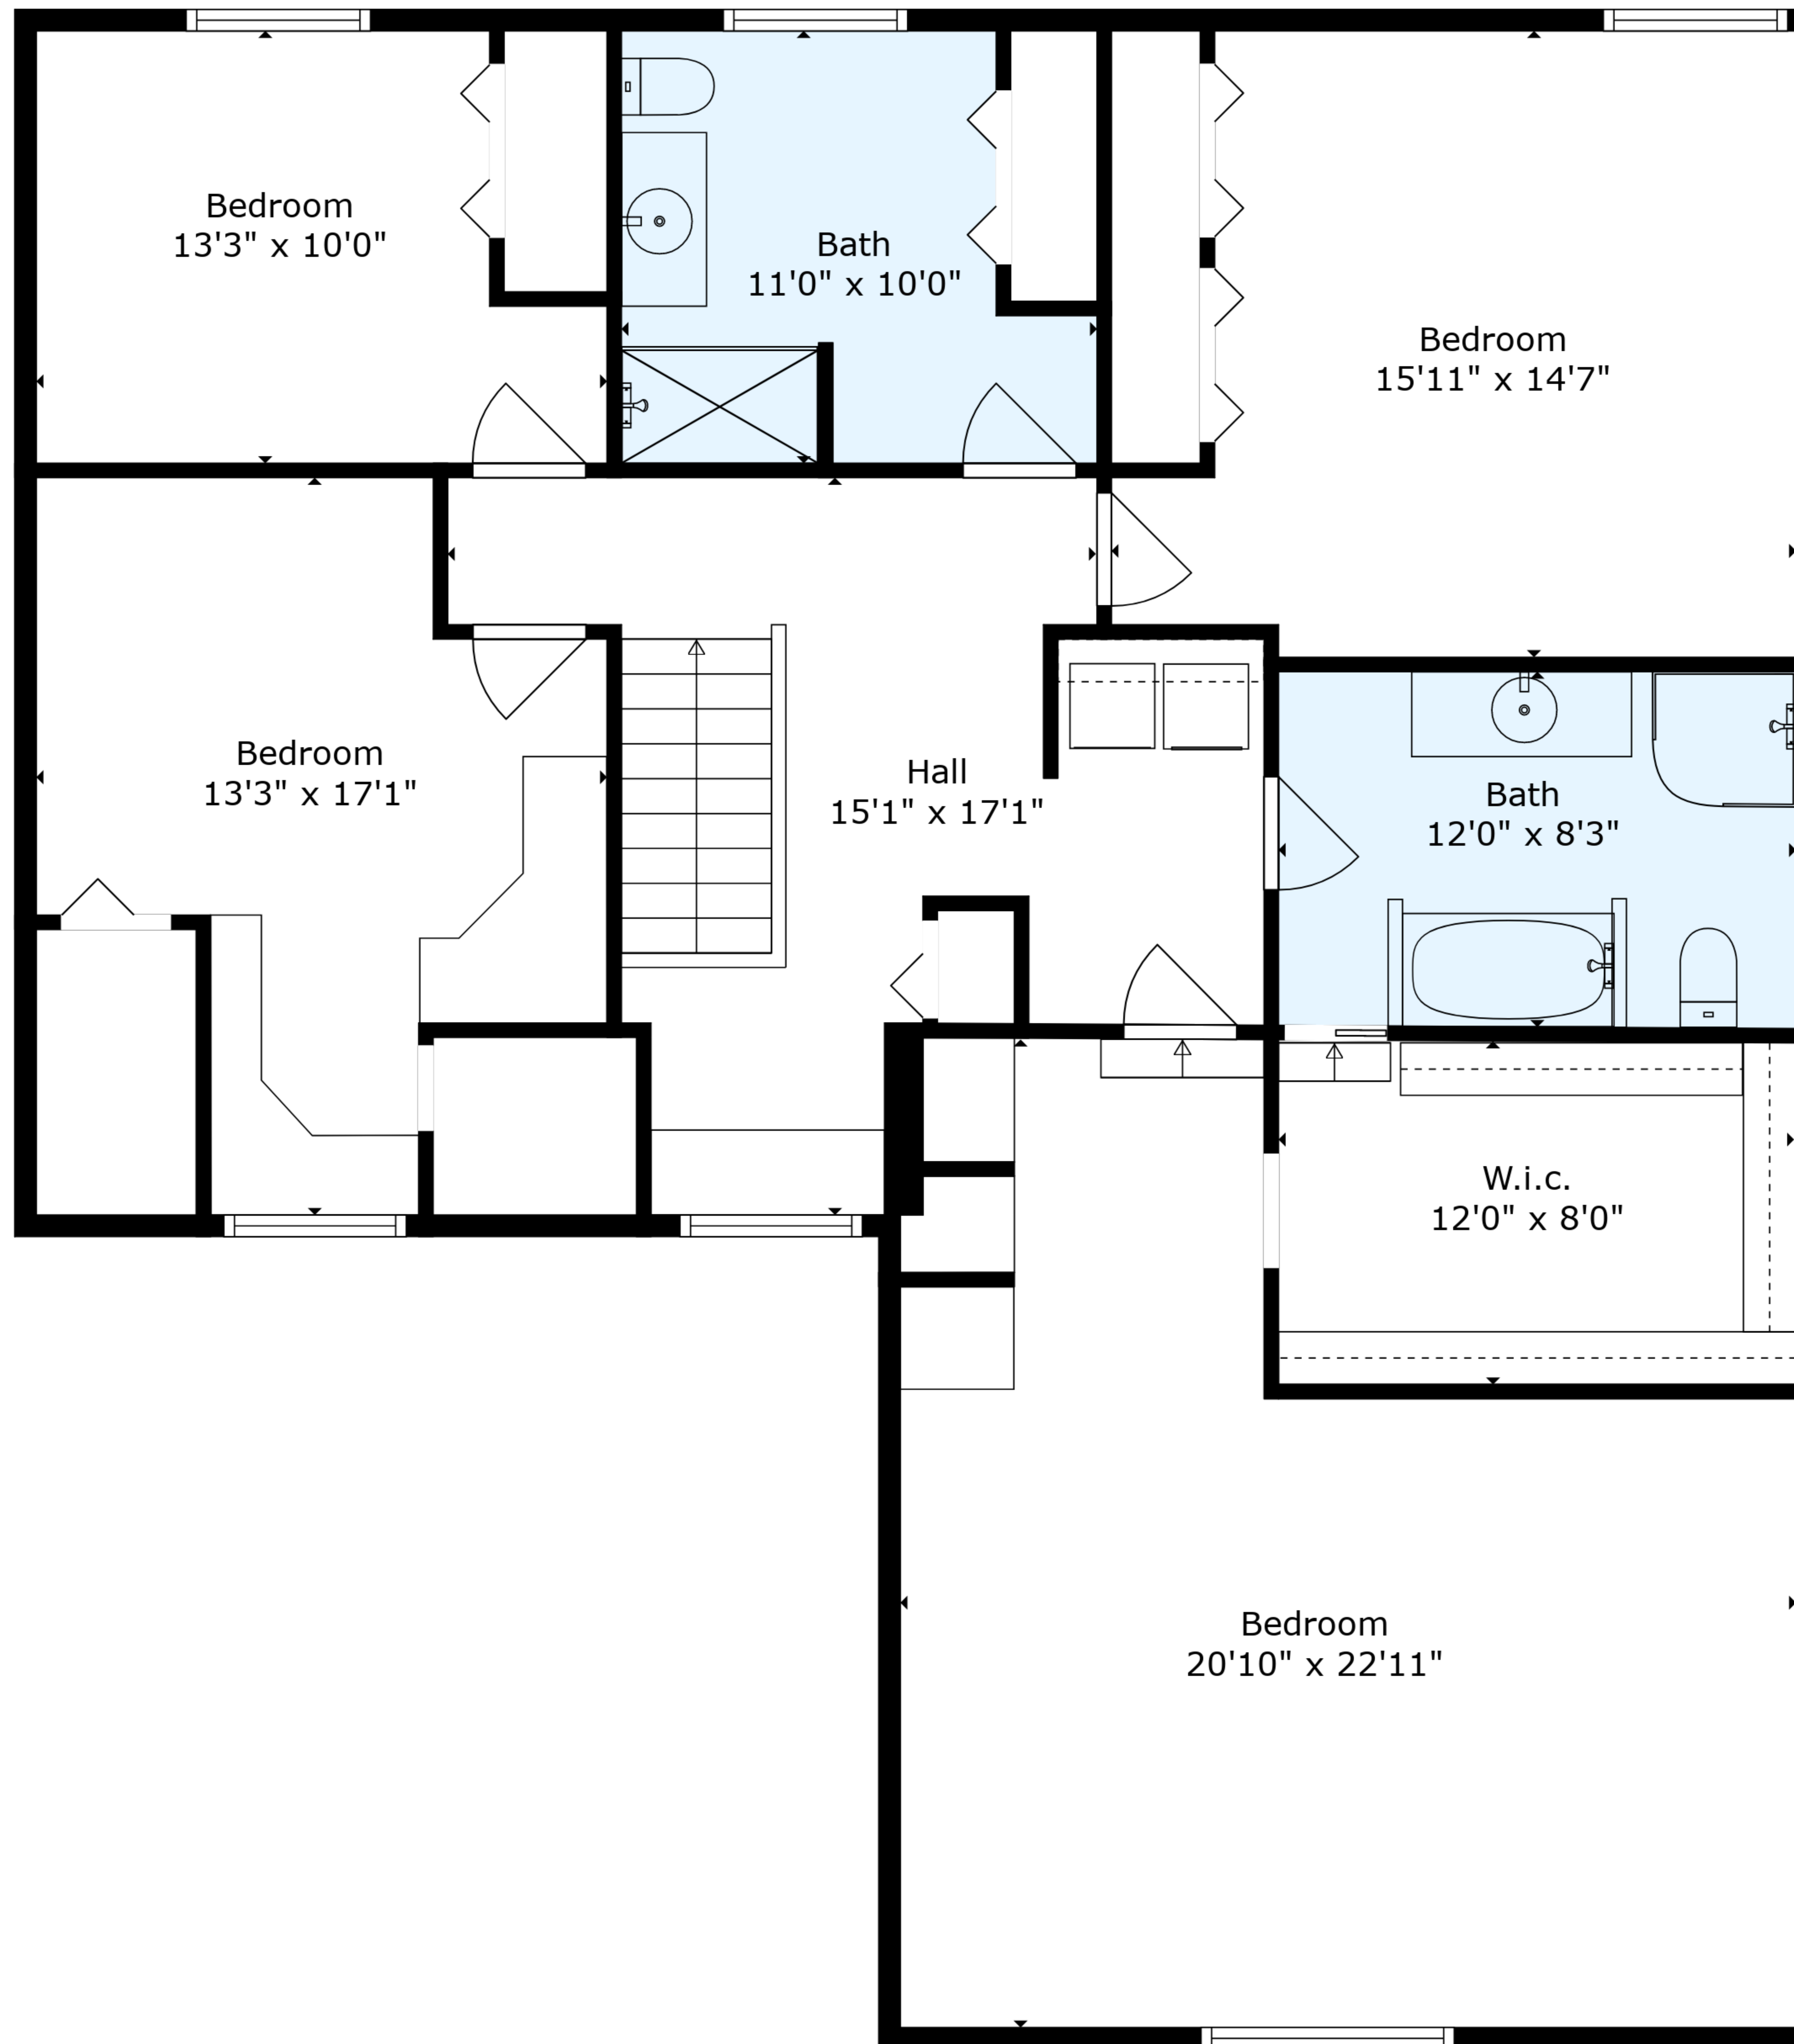 Bedroom
13'3" x 10'0"
Bath
11'0" x 10'0"
Bedroom
15'11" x 14'7"
Bedroom
13'3" x 17'1"
Hall
15'1" x 17'1"
Bath
12'0" x 8'3"
W.i.c.
12'0" x 8'0"
Bedroom
20'10" x 22'11"